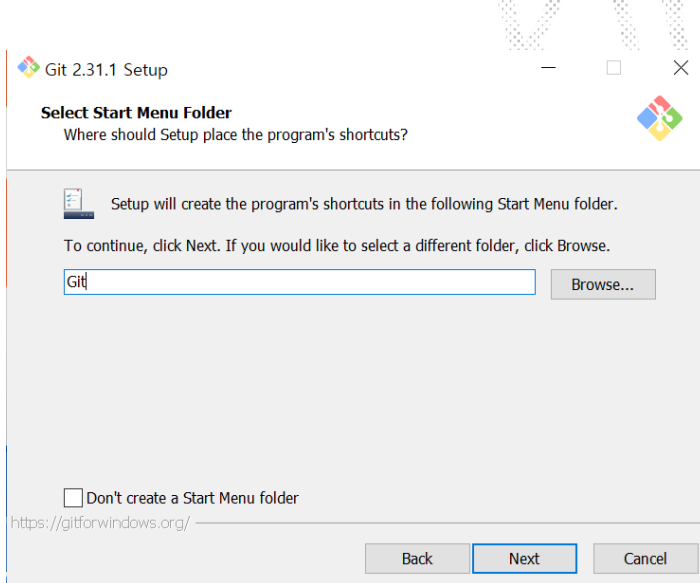 Git 2.31.1 Setup
Select Start Menu Folder
Where should Setup place the program's shortcuts?
Setup will create the program's shortcuts in the following Start Menu folder.
To continue, click Next. If you would like to select a different folder, click Browse.
Git
Browse...
Don't create a Start Menu folder
https://gitforwindows.org/
Back
Next
Cancel